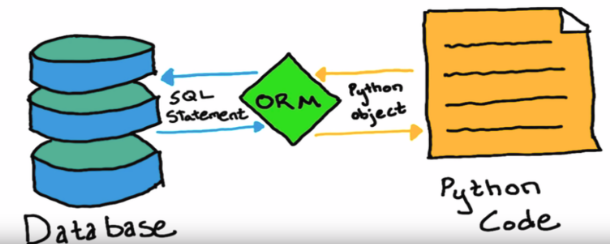 SQL
Statement
ORM
Python
object
Database
Python
Code